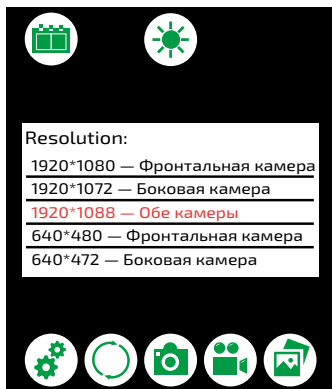 Resolution:
1920*1080 — Фронтальная камера
1920*1072 — Боковая камера
1920*1088 — Обе камеры
640*480 — Фронтальная камера
640*472 — Боковая камера